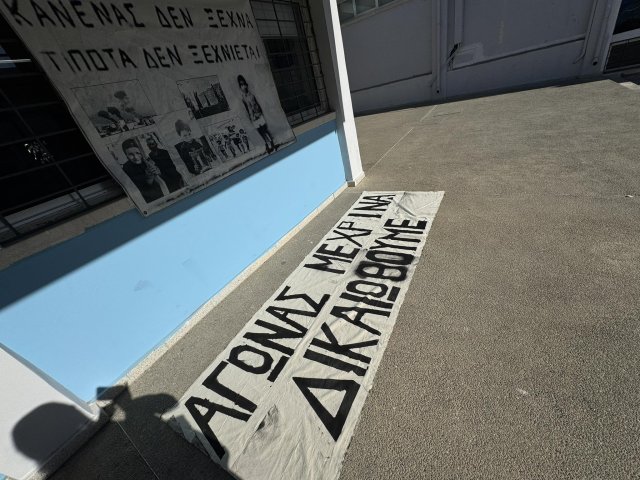 ΚΑΝΕΝΑΣ ΔΕΝ ΞΕΧΝΑ
ΤΙΠΟΤΑ ΔΕΝ ΞΕΧΝΙΕΤΑΙ
ΑΓΩΝΑΣ ΜΕΧΡΙ ΝΑ
ΔΙΚΑΙΩΘΟΥΜΕ